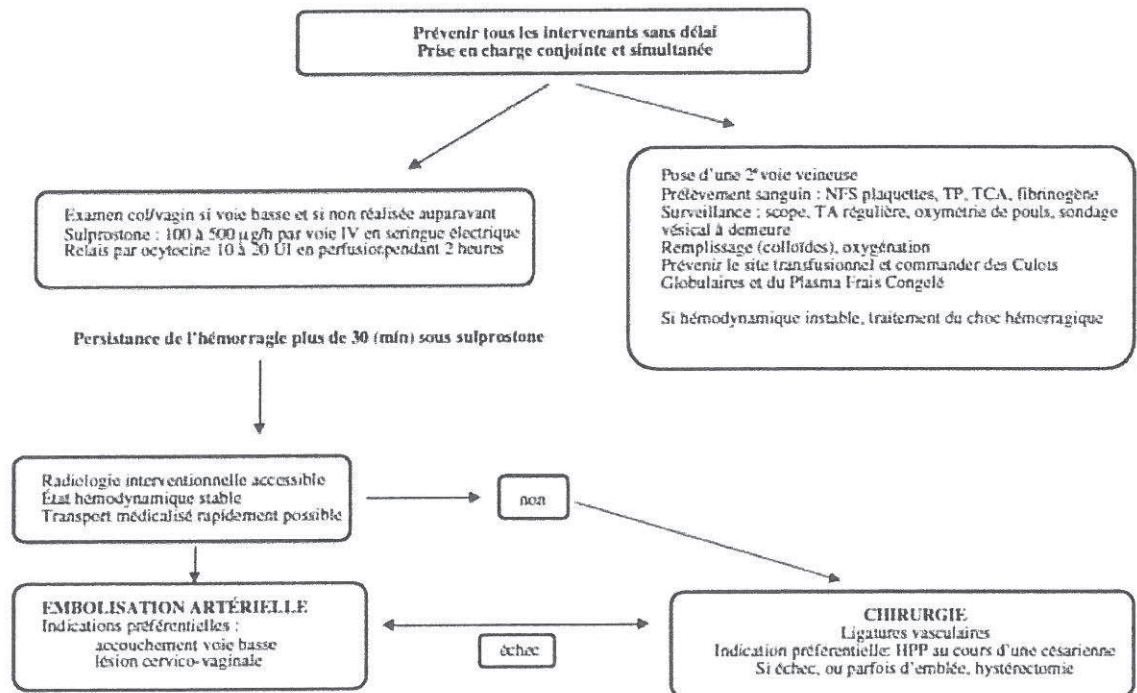 Prévenir tous les intervenants sans délai
Prise en charge conjointe et simultanée
Examen col/vagin si voie basse et si non réalisée auparavant
Sulprostone : 100 à 500 µg/h par voie IV en seringue électrique
Relais par ocytocine 10 à 20 UI en perfusion pendant 2 heures
Pose d'une 2e voie veineuse
Prélèvement sanguin : NFS plaquettes, TP, TCA, fibrinogène
Surveillance : scope, TA régulière, oxymétrie de pouls, sondage
vésical à demeure
Remplissage (colloïdes), oxygénation
Prévenir le site transfusionnel et commander des Culots
Globulaires et du Plasma Frais Congelé
Si hémodynamique instable, traitement du choc hémorragique
Persistance de l'hémorragie plus de 30 (min) sous sulprostone
Radiologie interventionnelle accessible
État hémodynamique stable
Transport médicalisé rapidement possible
non
EMBOLISATION ARTÉRIELLE
Indications préférentielles :
accouchement voie basse
lésion cervico-vaginale
échec
CHIRURGIE
Ligatures vasculaires
Indication préférentielle: HPP au cours d'une césarienne
Si échec, ou parfois d'emblée, hystérectomie